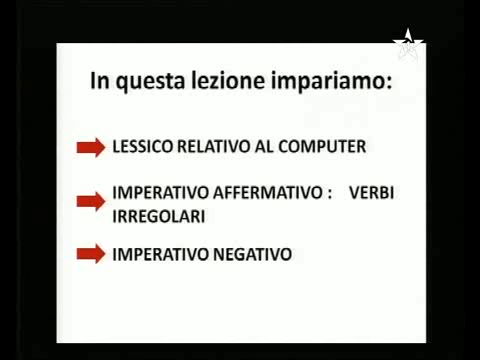 In questa lezione impariamo:
LESSICO RELATIVO AL COMPUTER
IMPERATIVO AFFERMATIVO : VERBI
IRREGOLARI
IMPERATIVO NEGATIVO